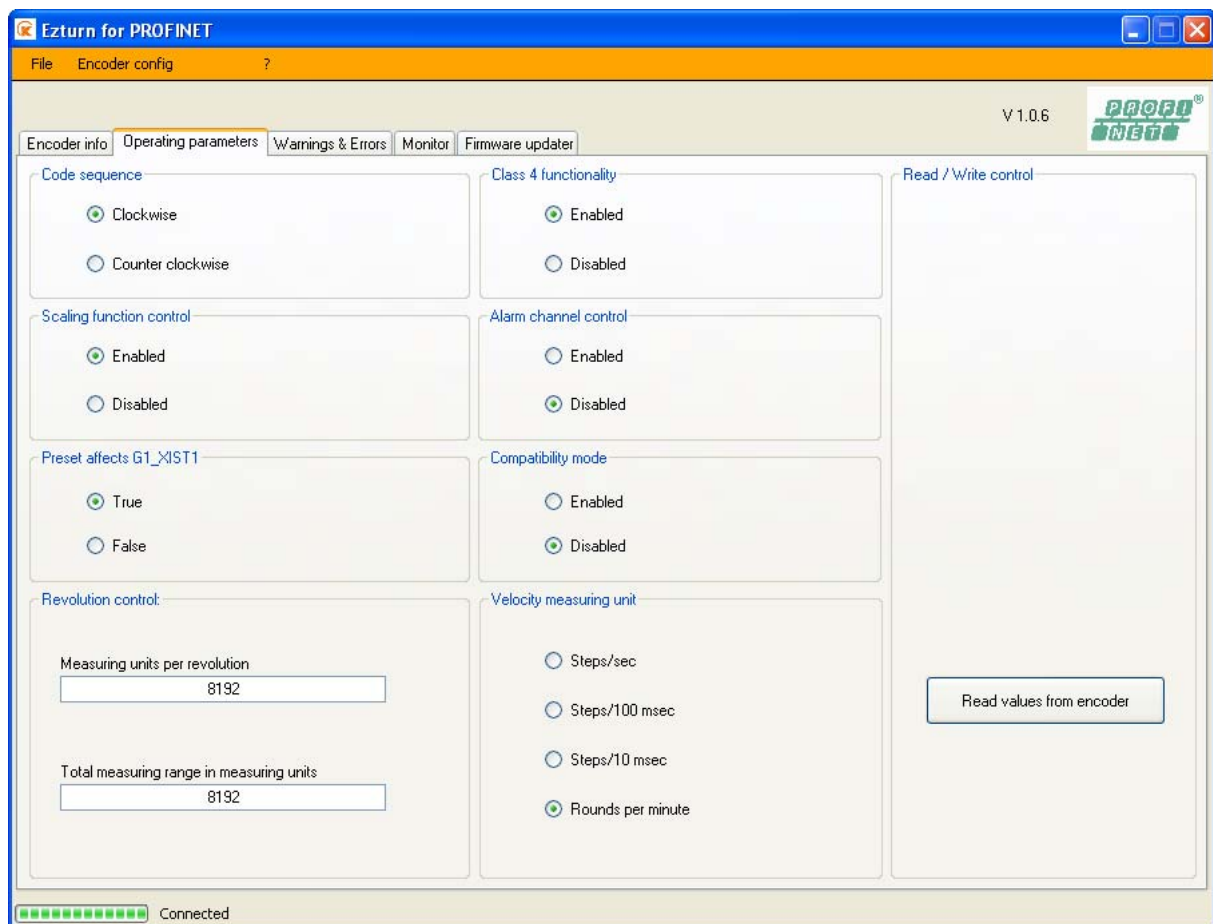 Ezturn for PROFINET
File Encoder config ?
V 1.0.6
PROFI®
NET
Encoder info Operating parameters Warnings & Errors Monitor Firmware updater
Code sequence
Clockwise
Counter clockwise
Class 4 functionality
Enabled
Disabled
Read / Write control
Scaling function control
Enabled
Disabled
Alarm channel control
Enabled
Disabled
Preset affects G1_XIST1
True
False
Compatibility mode
Enabled
Disabled
Revolution control:
Measuring units per revolution
8192
Total measuring range in measuring units
8192
Velocity measuring unit
Steps/sec
Steps/100 msec
Steps/10 msec
Rounds per minute
Read values from encoder
Connected